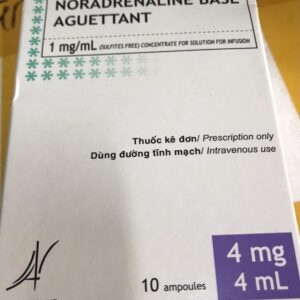 NORADRENALINE BASE
AGUETTANT
1 mg/mL (SULFITES FREE) CONCENTRATE FOR SOLUTION FOR INFUSION
Thuốc kê đơn/ Prescription only
Dùng đường tĩnh mạch/ Intravenous use
4 mg
10 ampoules 4 mL